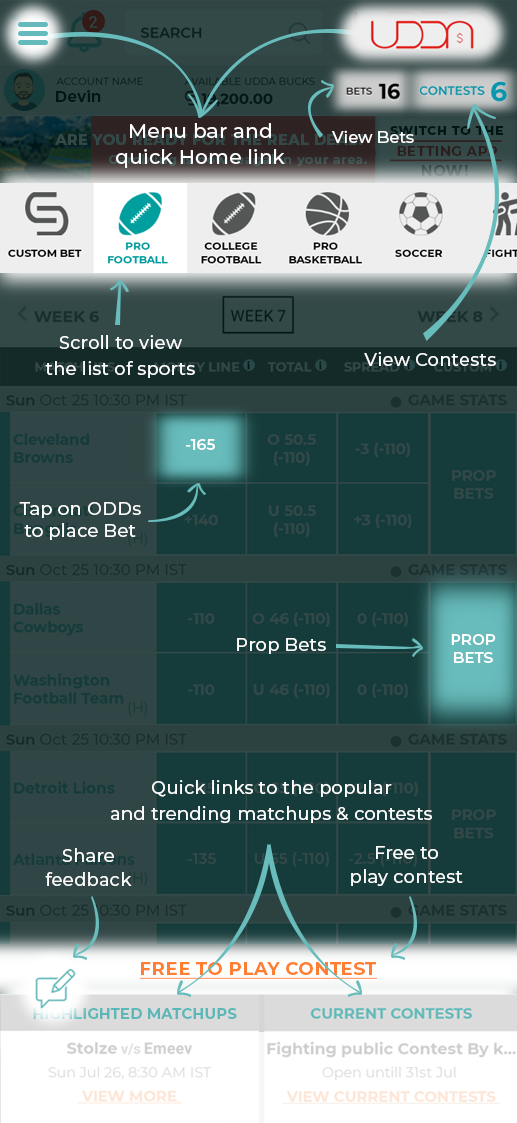 2
SEARCH
UDDA $
ACCOUNT NAME
Devin
AVAILABLE UDDA BUCKS
200.00
BETS 16
CONTESTS 6
ARE YOU READY FOR THE REAL DEAL
in your area.
SWITCH TO THE
BETTING APP
NOW!
Menu bar and
quick Home link
View Bets
CUSTOM BET
PRO
FOOTBALL
COLLEGE
FOOTBALL
PRO
BASKETBALL
SOCCER
FIGHT
WEEK 6
WEEK 7
WEEK 8
Scroll to view
the list of sports
View Contests
MONEY LINE
TOTAL
SPREAD
CUSTOM
Sun Oct 25 10:30 PM IST
GAME STATS
Cleveland
Browns
-165
O 50.5
(-110)
-3 (-110)
PROP
BETS
Tap on ODDs
to place Bet
(H)
+140
U 50.5
(-110)
+3 (-110)
Sun Oct 25 10:30 PM IST
GAME STATS
Dallas
Cowboys
-110
O 46 (-110)
0 (-110)
Prop Bets
PROP
BETS
Washington
Football Team (H)
-110
U 46 (-110)
0 (-110)
Sun Oct 25 10:30 PM IST
GAME STATS
Detroit Lions
PROP
BETS
Quick links to the popular
and trending matchups & contests
-135
(-110)
-2.5
Share
feedback
Free to
play contest
Sun Oct 25 10:30 PM IST
GAME STATS
FREE TO PLAY CONTEST
HIGHLIGHTED MATCHUPS
CURRENT CONTESTS
Stolze v/s Emeev
Fighting public Contest By k...
Sun Jul 26, 8:30 AM IST
Open untill 31st Jul
VIEW MORE
VIEW CURRENT CONTESTS